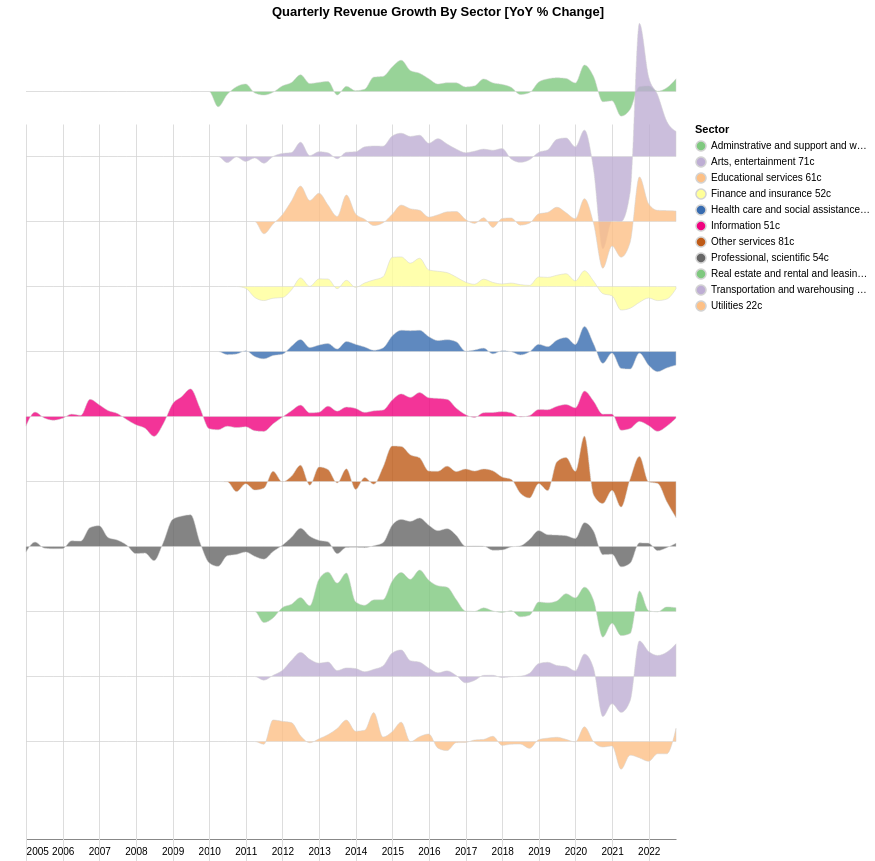 Quarterly Revenue Growth By Sector [YoY % Change]
Sector
Adminstrative and support and w…
Arts, entertainment 71c
Educational services 61c
Finance and insurance 52c
Health care and social assistance…
Information 51c
Other services 81c
Professional, scientific 54c
Real estate and rental and leasin…
Transportation and warehousing …
Utilities 22c
2005 2006 2007 2008 2009 2010 2011 2012 2013 2014 2015 2016 2017 2018 2019 2020 2021 2022